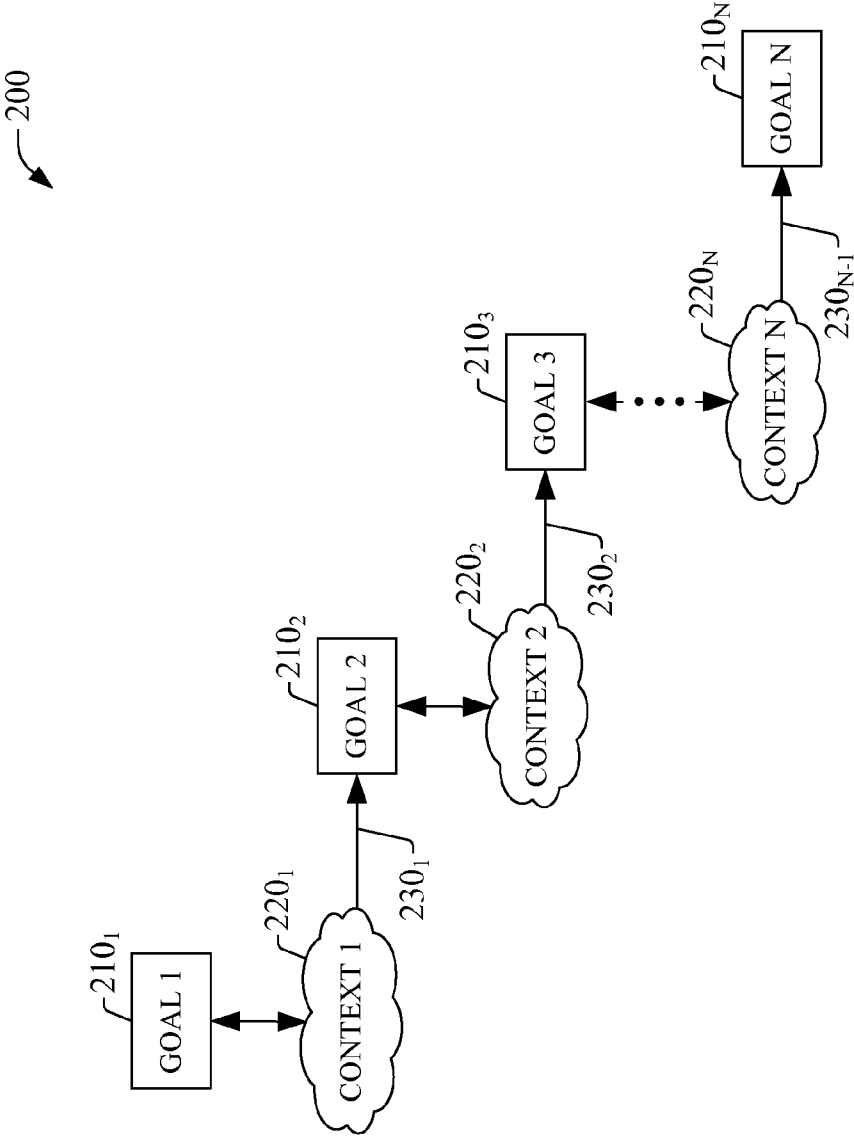 200
210₁
GOAL 1
220₁
210₂
CONTEXT 1
GOAL 2
230₁
220₂
210₃
CONTEXT 2
GOAL 3
230₂
220N
210N
CONTEXT N
GOAL N
230N-1